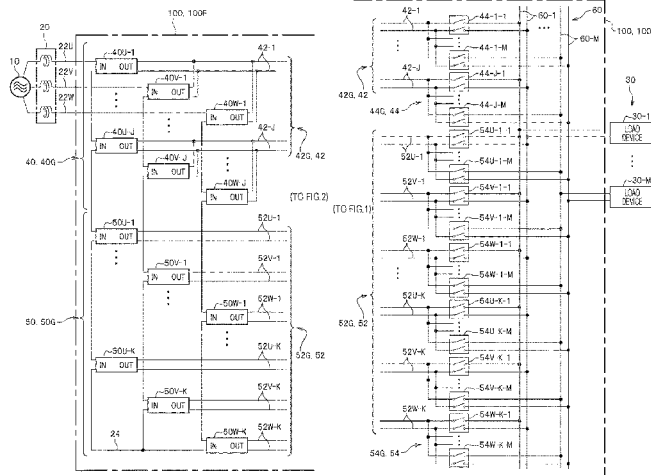 100, 100F
20
10
22U
22V
22W
IN OUT
40U-1
IN OUT
40V-1
IN OUT
40W-1
42-1
IN OUT
40U-J
IN OUT
40V-J
IN OUT
40W-J
42-J
42G, 42
40, 40G
(TO FIG.2)
IN OUT
50U-1
52U-1
IN OUT
50V-1
52V-1
IN OUT
50W-1
52W-1
50, 50G
52G, 52
IN OUT
50U-K
52U-K
IN OUT
50V-K
52V-K
24
IN OUT
50W-K
52W-K
42-1
44-1-1
60-1
60
100, 100
60-M
44-1-M
42-J
44-J-1
42G, 42
44G, 44
44-J-M
30
54U-1-1
30-1
LOAD DEVICE
52U-1
54U-1-M
52V-1
54V-1-1
30-M
LOAD DEVICE
(TO FIG.1)
54V-1-M
52W-1
54W-1-1
54W-1-M
52U-K
54U-K-1
52G, 52
54U-K-M
52V-K
54V-K-1
54V-K-M
52W-K
54W-K-1
54G, 54
54W-K-M